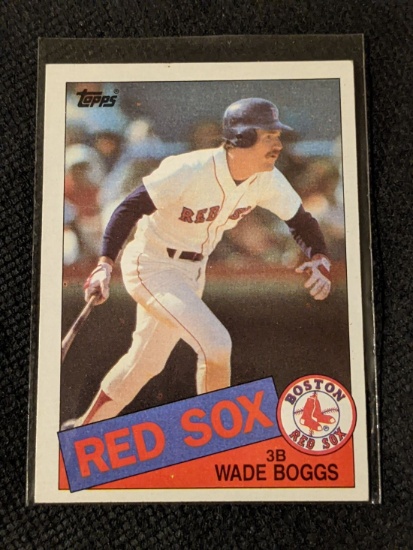 Topps®
RED SOX
RED SOX
BOSTON
RED SOX
3B
WADE BOGGS